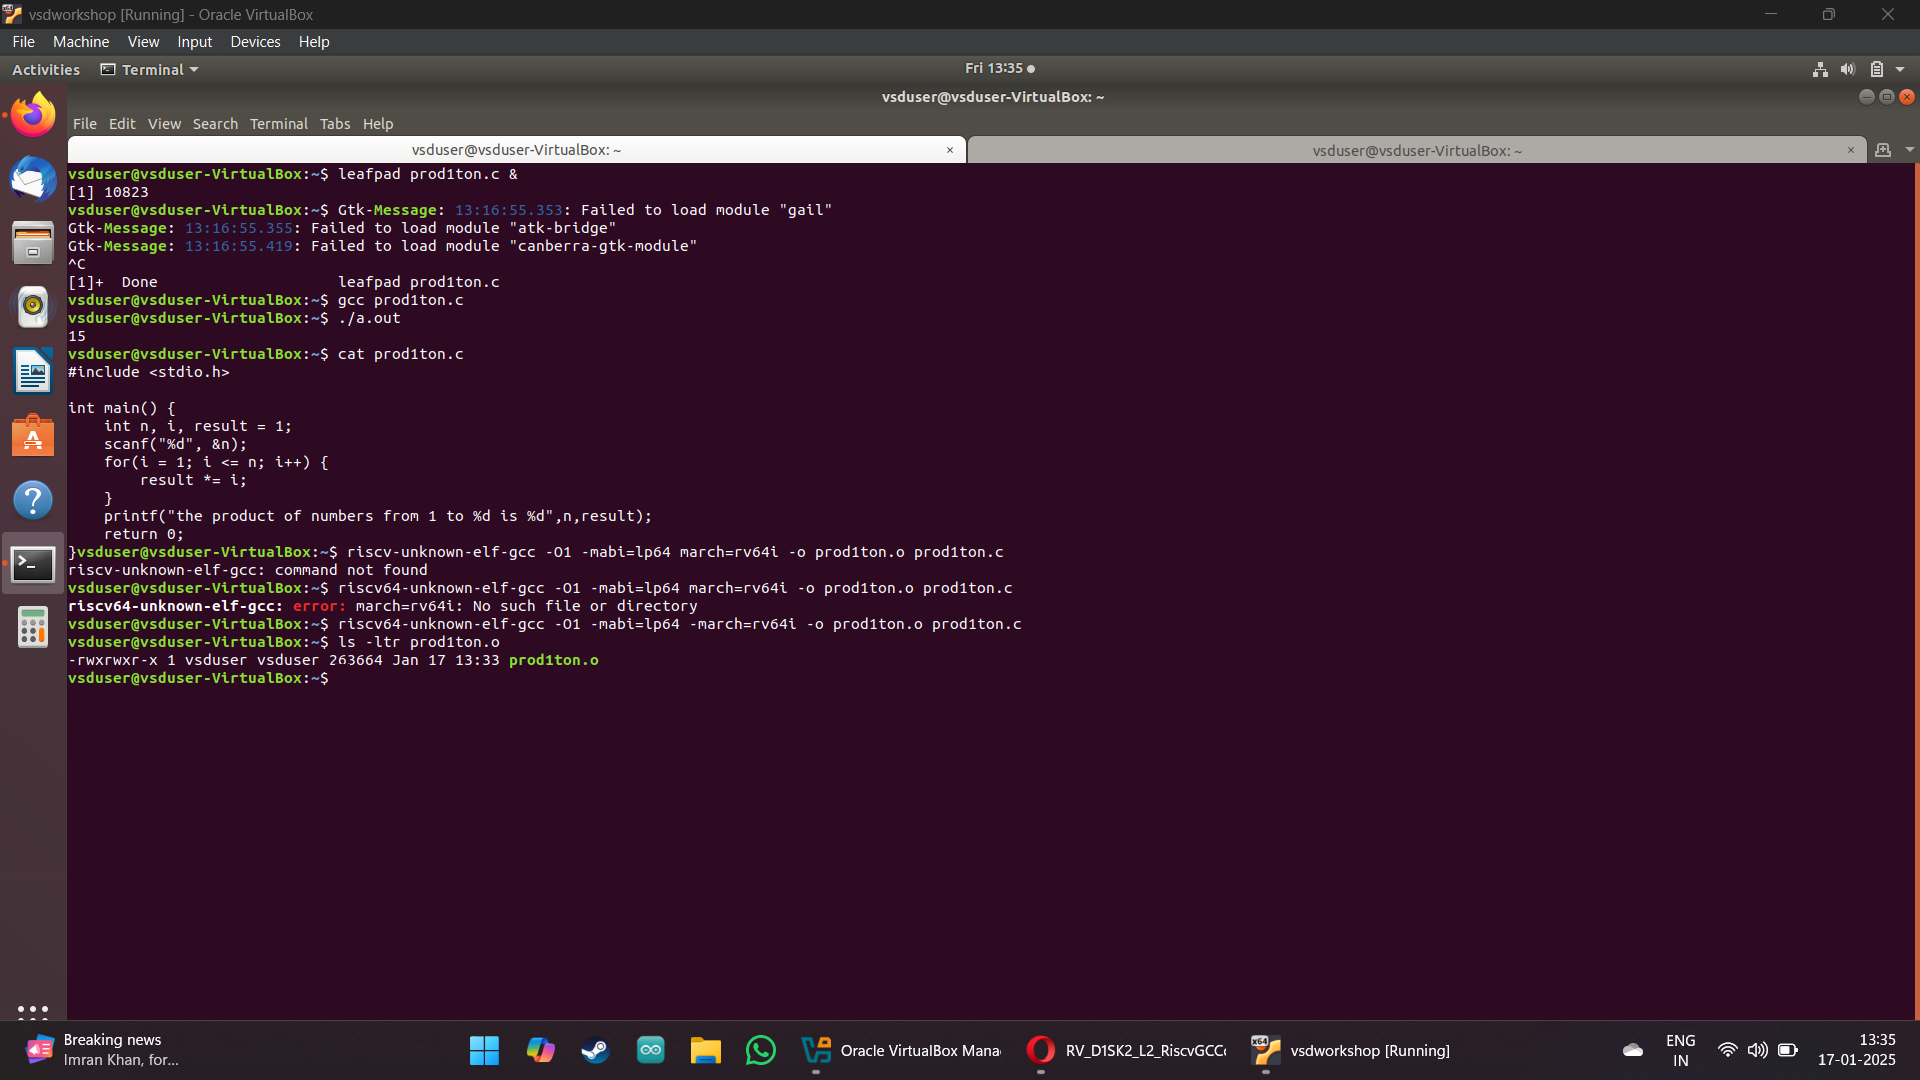 vsdworkshop [Running] - Oracle VirtualBox
File Machine View Input Devices Help
Activities Terminal Fri 13:35
vsduser@vsduser-VirtualBox: ~
File Edit View Search Terminal Tabs Help
vsduser@vsduser-VirtualBox: ~ × vsduser@vsduser-VirtualBox: ~ ×
vsduser@vsduser-VirtualBox:~$ leafpad prod1ton.c &
[1] 10823
vsduser@vsduser-VirtualBox:~$ Gtk-Message: 13:16:55.353: Failed to load module "gail"
Gtk-Message: 13:16:55.355: Failed to load module "atk-bridge"
Gtk-Message: 13:16:55.419: Failed to load module "canberra-gtk-module"
^C
[1]+  Done                    leafpad prod1ton.c
vsduser@vsduser-VirtualBox:~$ gcc prod1ton.c
vsduser@vsduser-VirtualBox:~$ ./a.out
15
vsduser@vsduser-VirtualBox:~$ cat prod1ton.c
#include <stdio.h>
int main() {
    int n, i, result = 1;
    scanf("%d", &n);
    for(i = 1; i <= n; i++) {
        result *= i;
    }
    printf("the product of numbers from 1 to %d is %d",n,result);
    return 0;
}vsduser@vsduser-VirtualBox:~$ riscv-unknown-elf-gcc -O1 -mabi=lp64 march=rv64i -o prod1ton.o prod1ton.c
riscv-unknown-elf-gcc: command not found
vsduser@vsduser-VirtualBox:~$ riscv64-unknown-elf-gcc -O1 -mabi=lp64 march=rv64i -o prod1ton.o prod1ton.c
riscv64-unknown-elf-gcc: error: march=rv64i: No such file or directory
vsduser@vsduser-VirtualBox:~$ riscv64-unknown-elf-gcc -O1 -mabi=lp64 -march=rv64i -o prod1ton.o prod1ton.c
vsduser@vsduser-VirtualBox:~$ ls -ltr prod1ton.o
-rwxrwxr-x 1 vsduser vsduser 263664 Jan 17 13:33 prod1ton.o
vsduser@vsduser-VirtualBox:~$
Breaking news
Imran Khan, for...
Oracle VirtualBox Mana
RV_D1SK2_L2_RiscvGCCc
x64
vsdworkshop [Running]
ENG
IN
13:35
17-01-2025